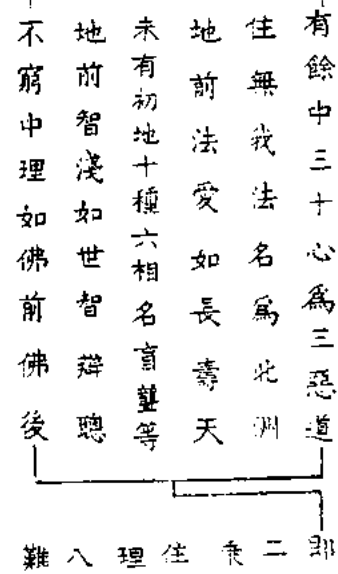 有餘中三十心為三惡道
住無我法名為北洲
地前法愛如長壽天
未有初地十種六相名盲聾等
地前智淺如世智辯聰
不窮中理如佛前佛後
即二乘住理八難